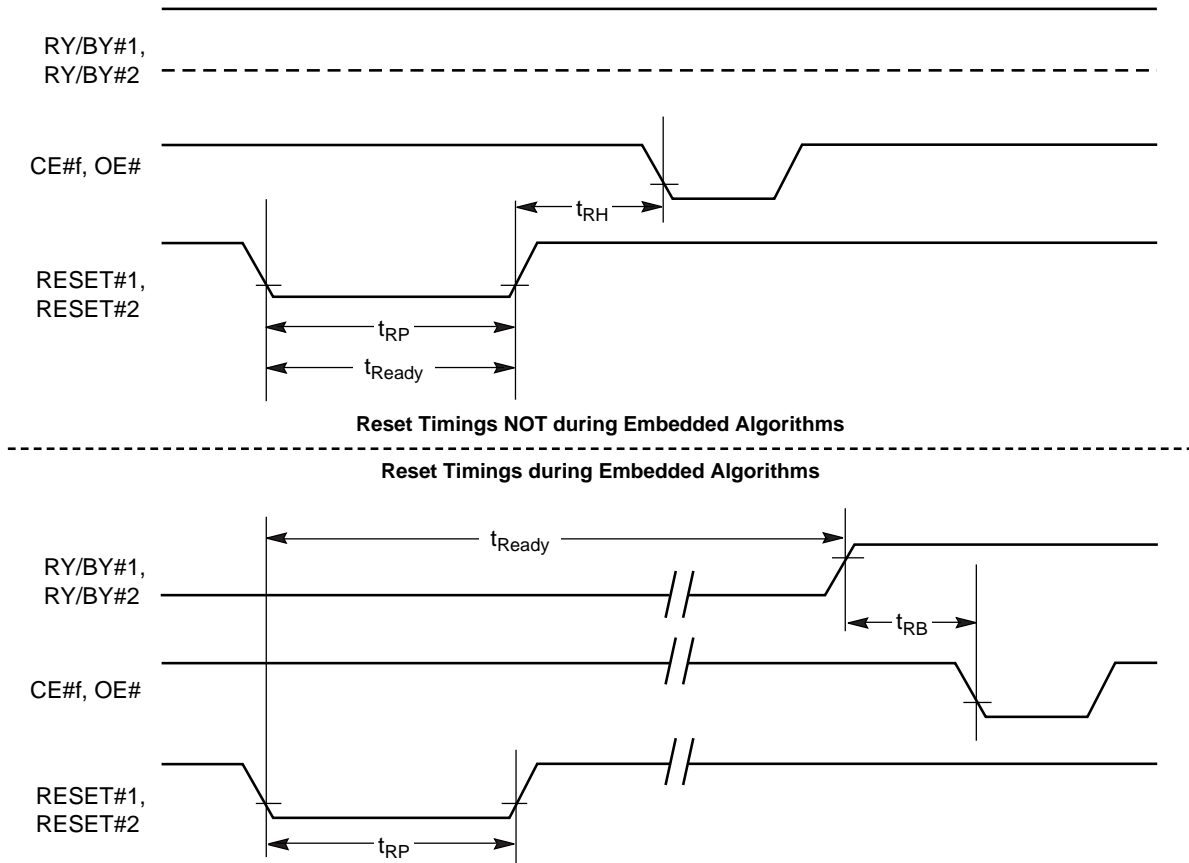 RY/BY#1,
RY/BY#2
CE#f, OE#
tRH
RESET#1,
RESET#2
tRP
tReady
Reset Timings NOT during Embedded Algorithms
Reset Timings during Embedded Algorithms
tReady
RY/BY#1,
RY/BY#2
tRB
CE#f, OE#
RESET#1,
RESET#2
tRP